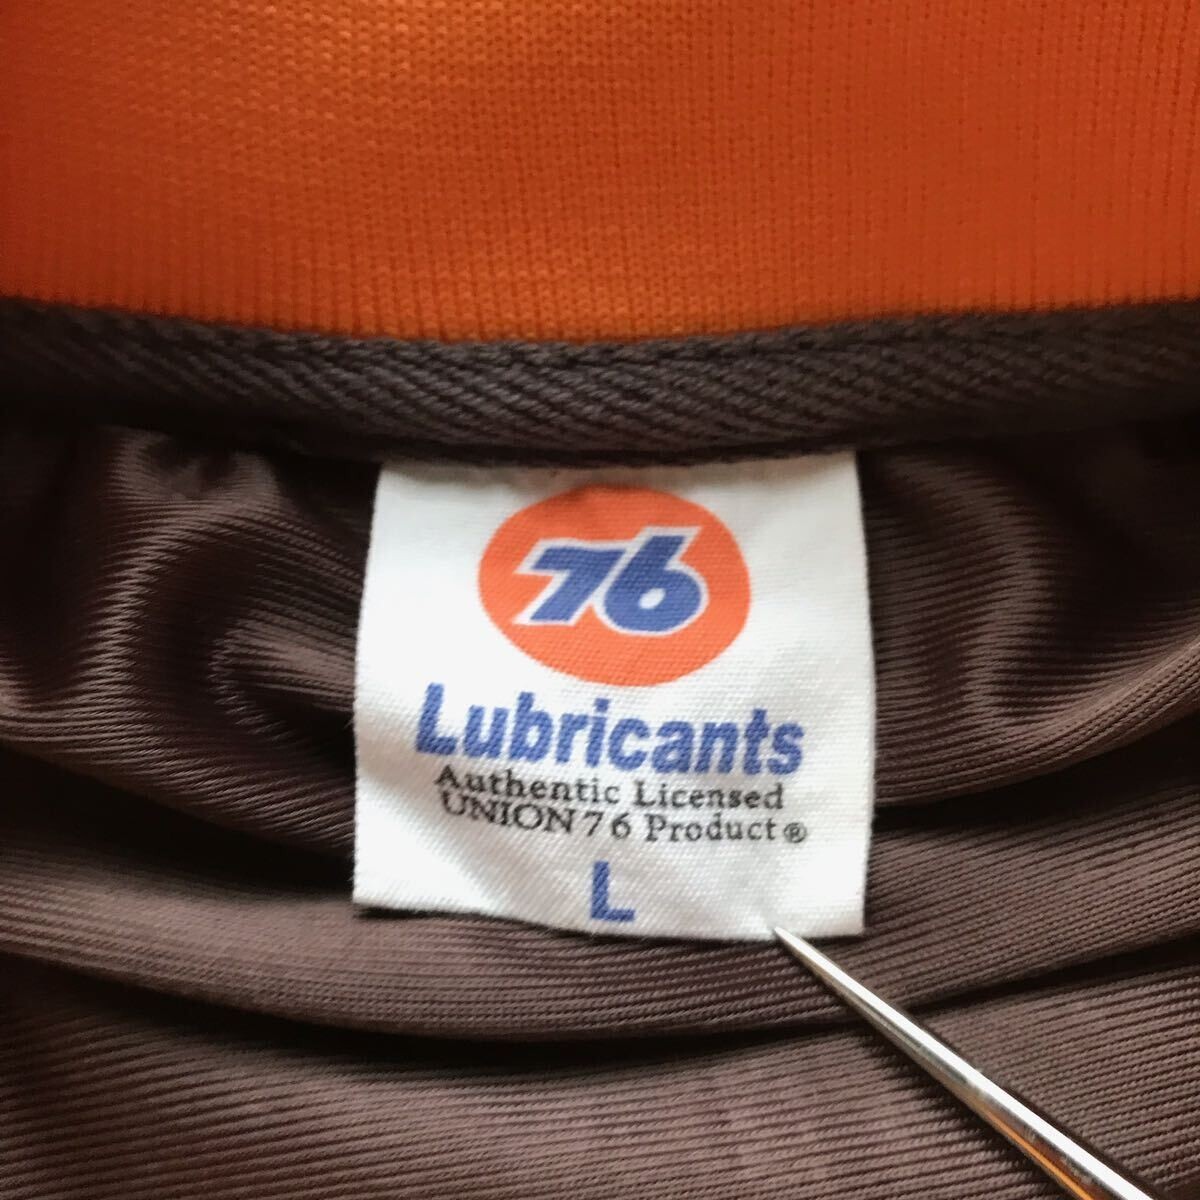 76
Lubricants
Authentic Licensed
UNION 76 Product®
L